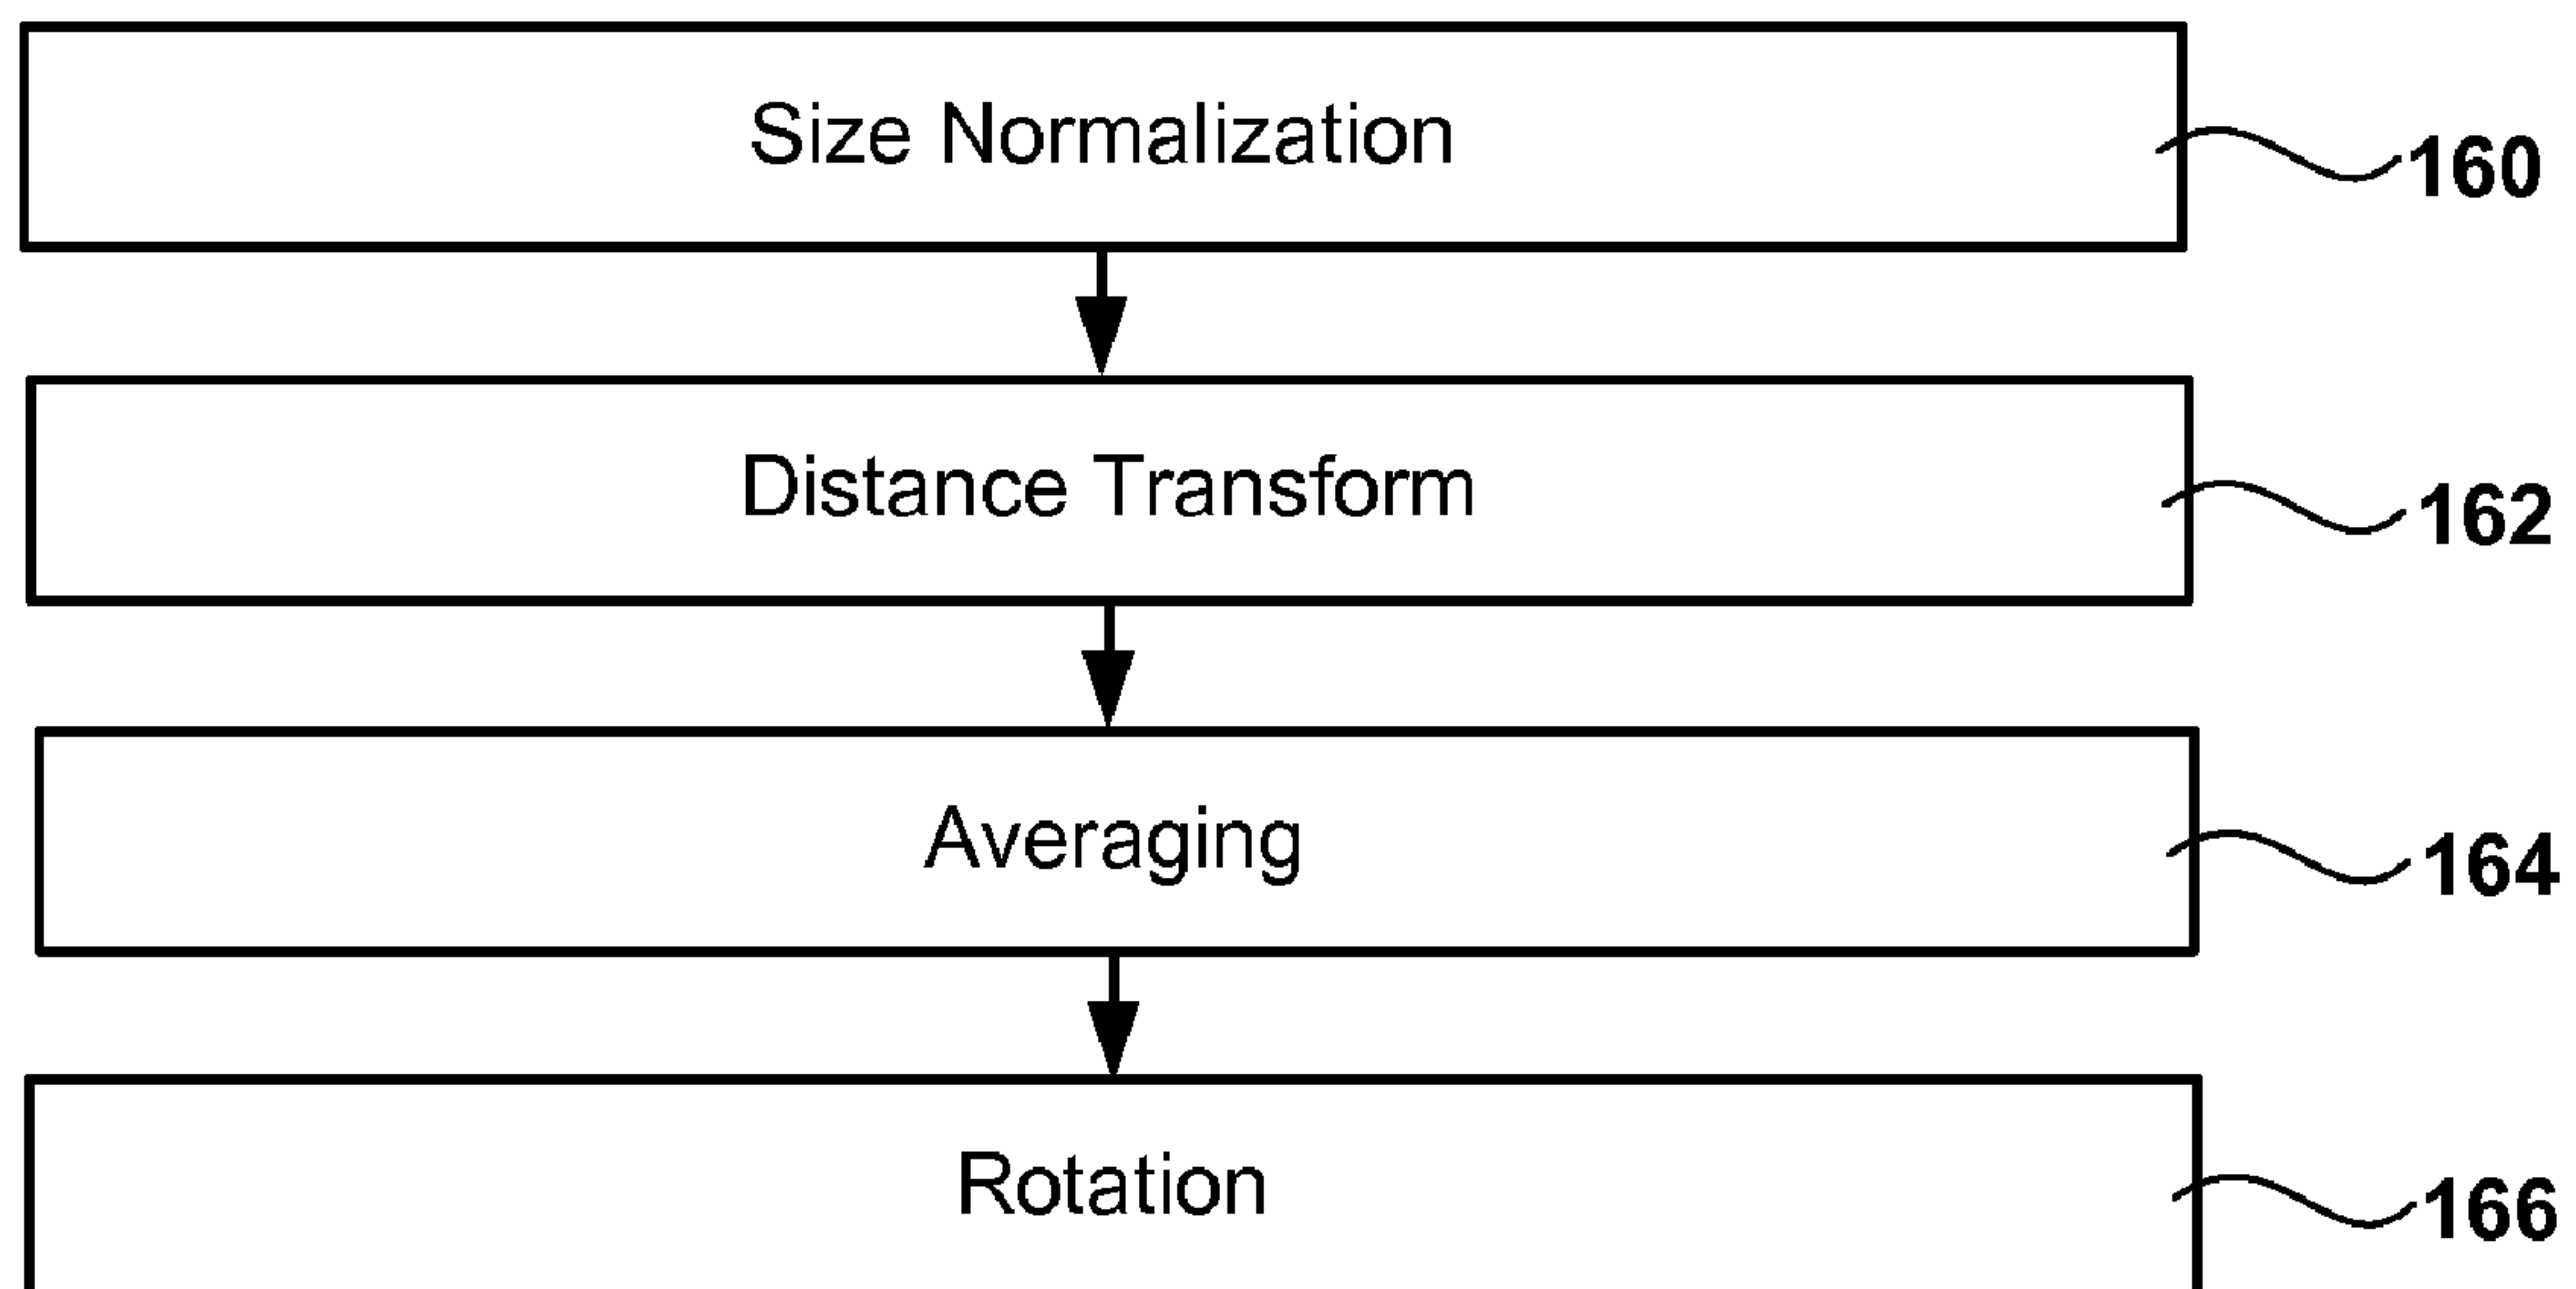 Size Normalization
160
Distance Transform
162
Averaging
164
Rotation
166